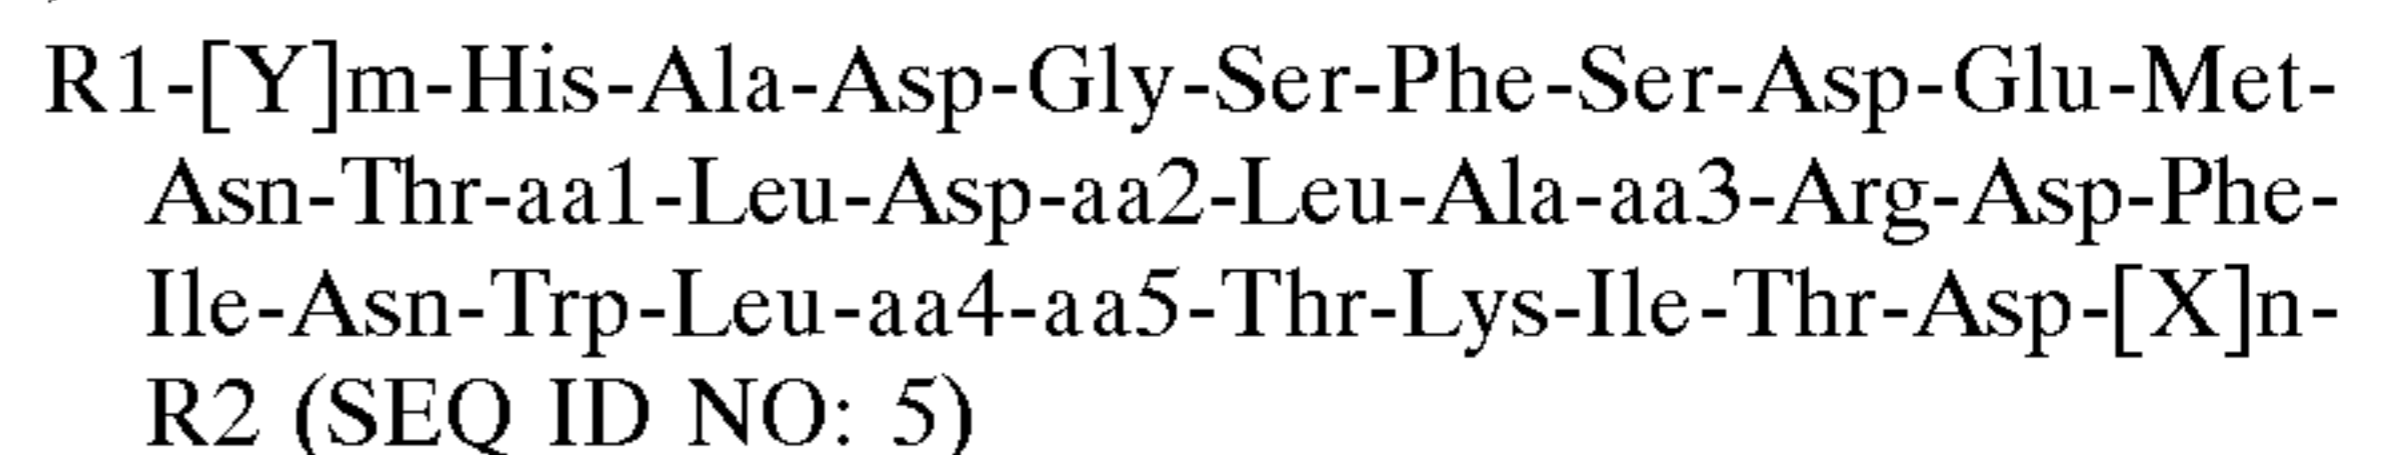 R1-[Y]m-His-Ala-Asp-Gly-Ser-Phe-Ser-Asp-Glu-Met-
Asn-Thr-aa1-Leu-Asp-aa2-Leu-Ala-aa3-Arg-Asp-Phe-
Ile-Asn-Trp-Leu-aa4-aa5-Thr-Lys-Ile-Thr-Asp-[X]n-
R2 (SEQ ID NO: 5)